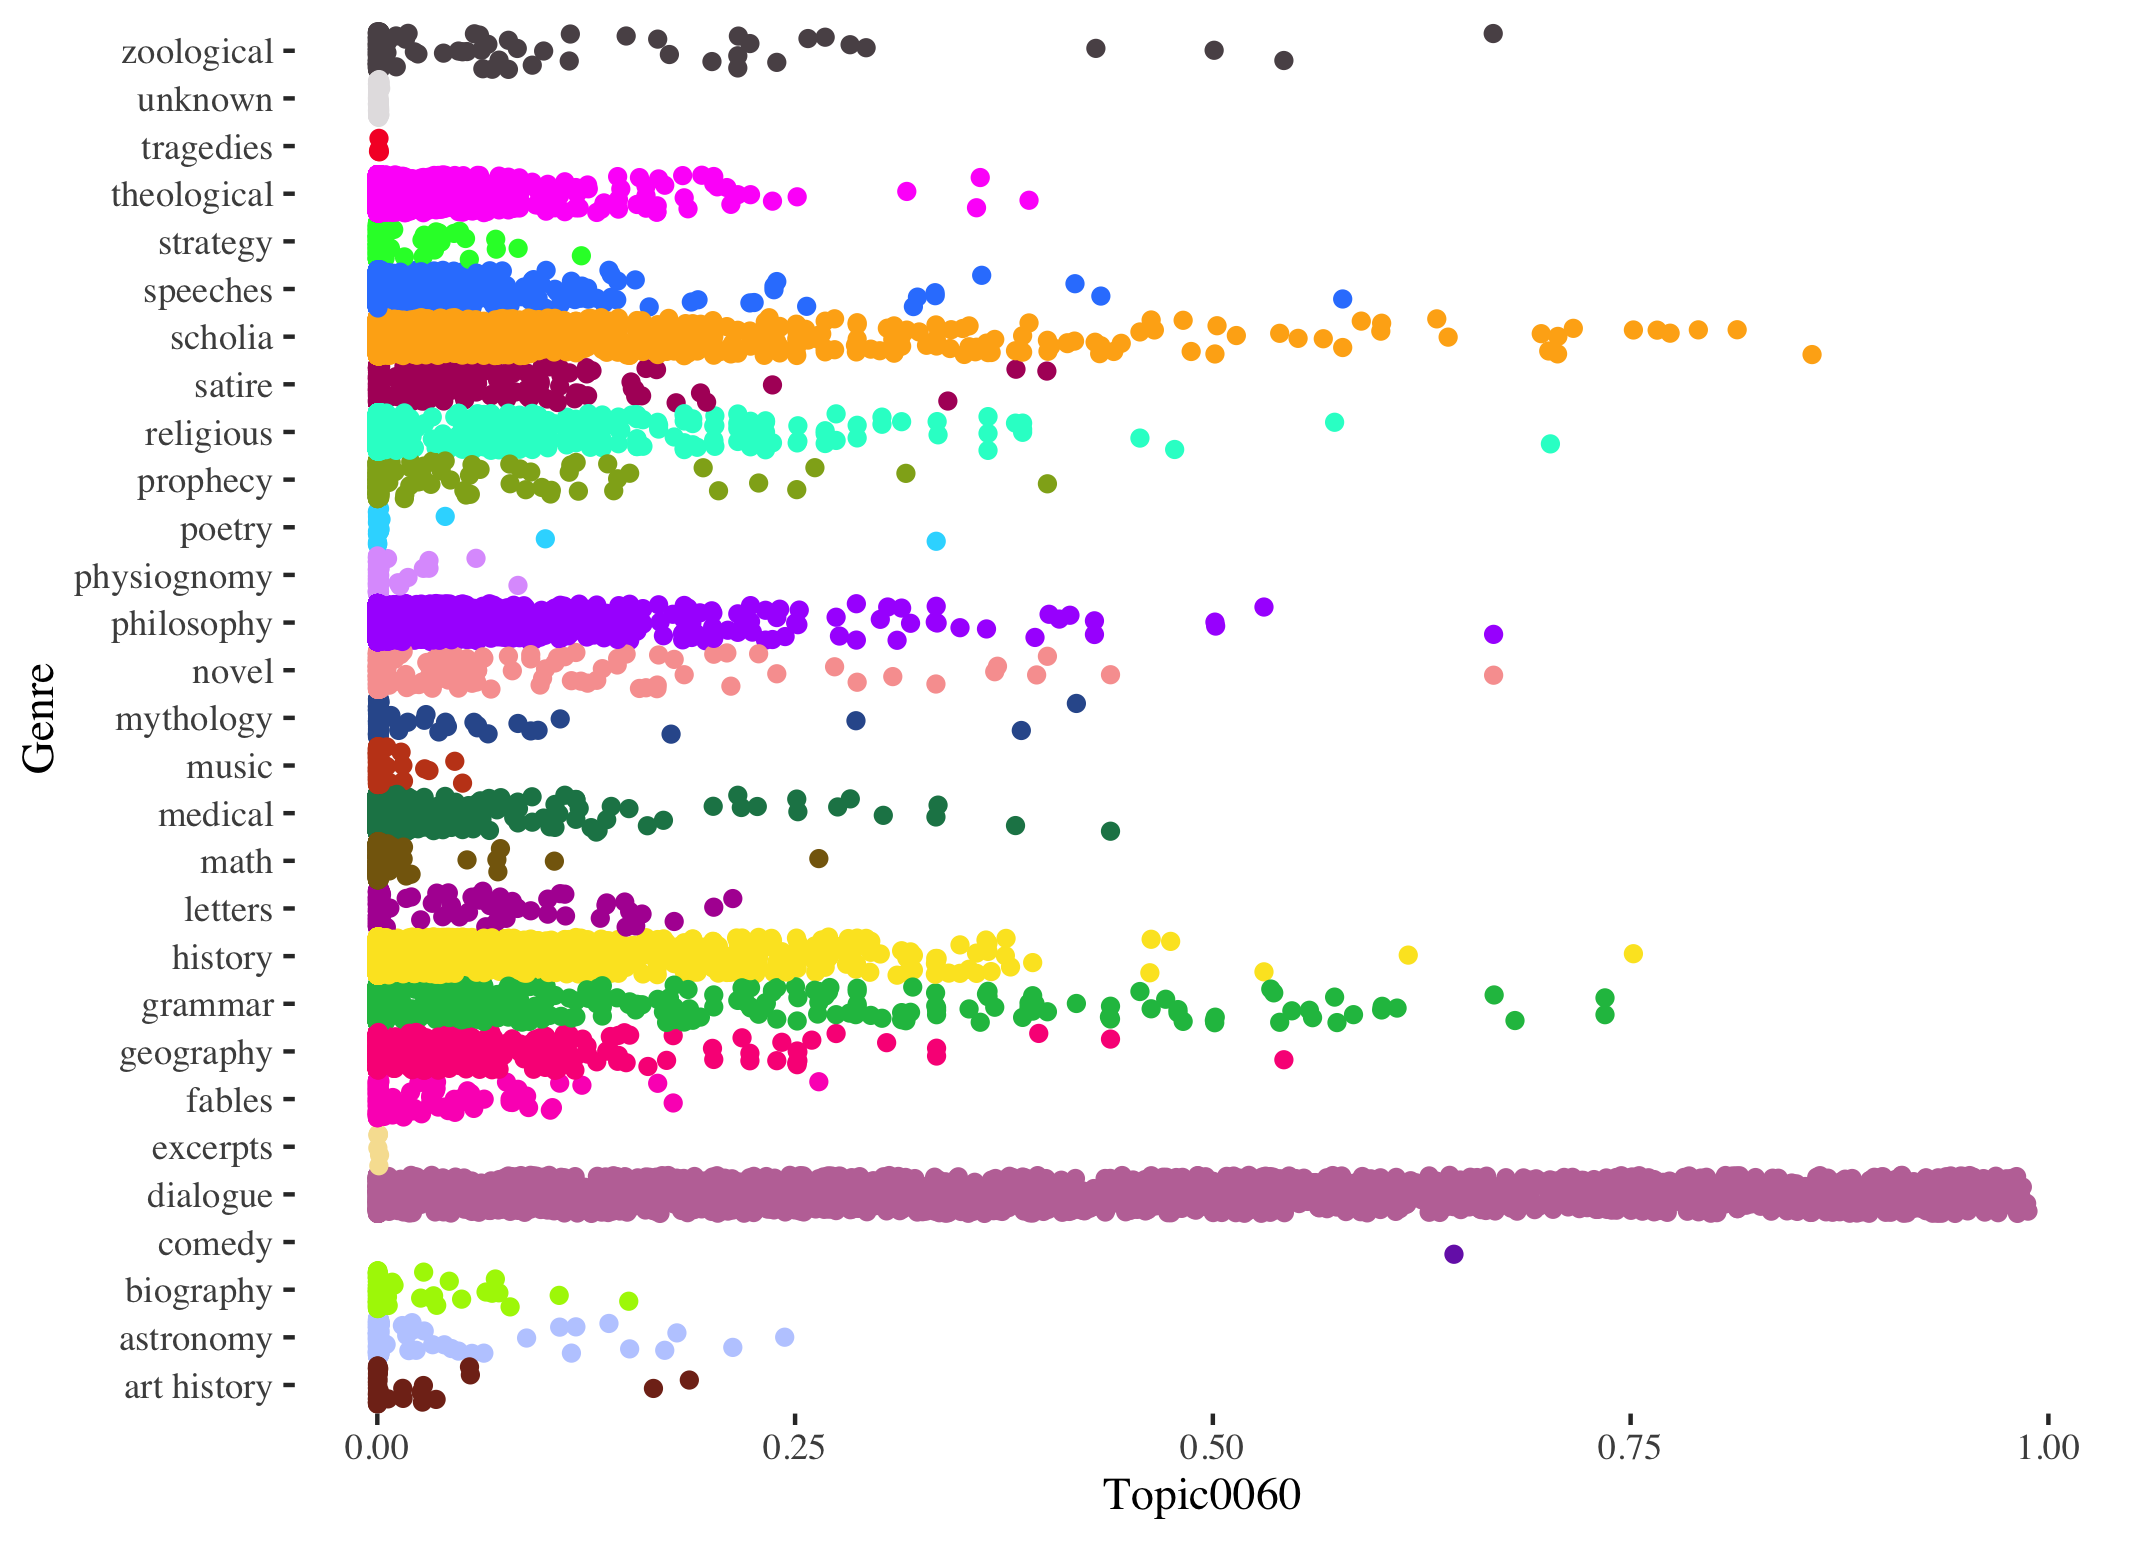 zoological
unknown
tragedies
theological
strategy
speeches
scholia
satire
religious
prophecy
poetry
physiognomy
philosophy
novel
mythology
music
medical
math
letters
history
grammar
geography
fables
excerpts
dialogue
comedy
biography
astronomy
art history
Genre
0.00 0.25 0.50 0.75 1.00
Topic0060